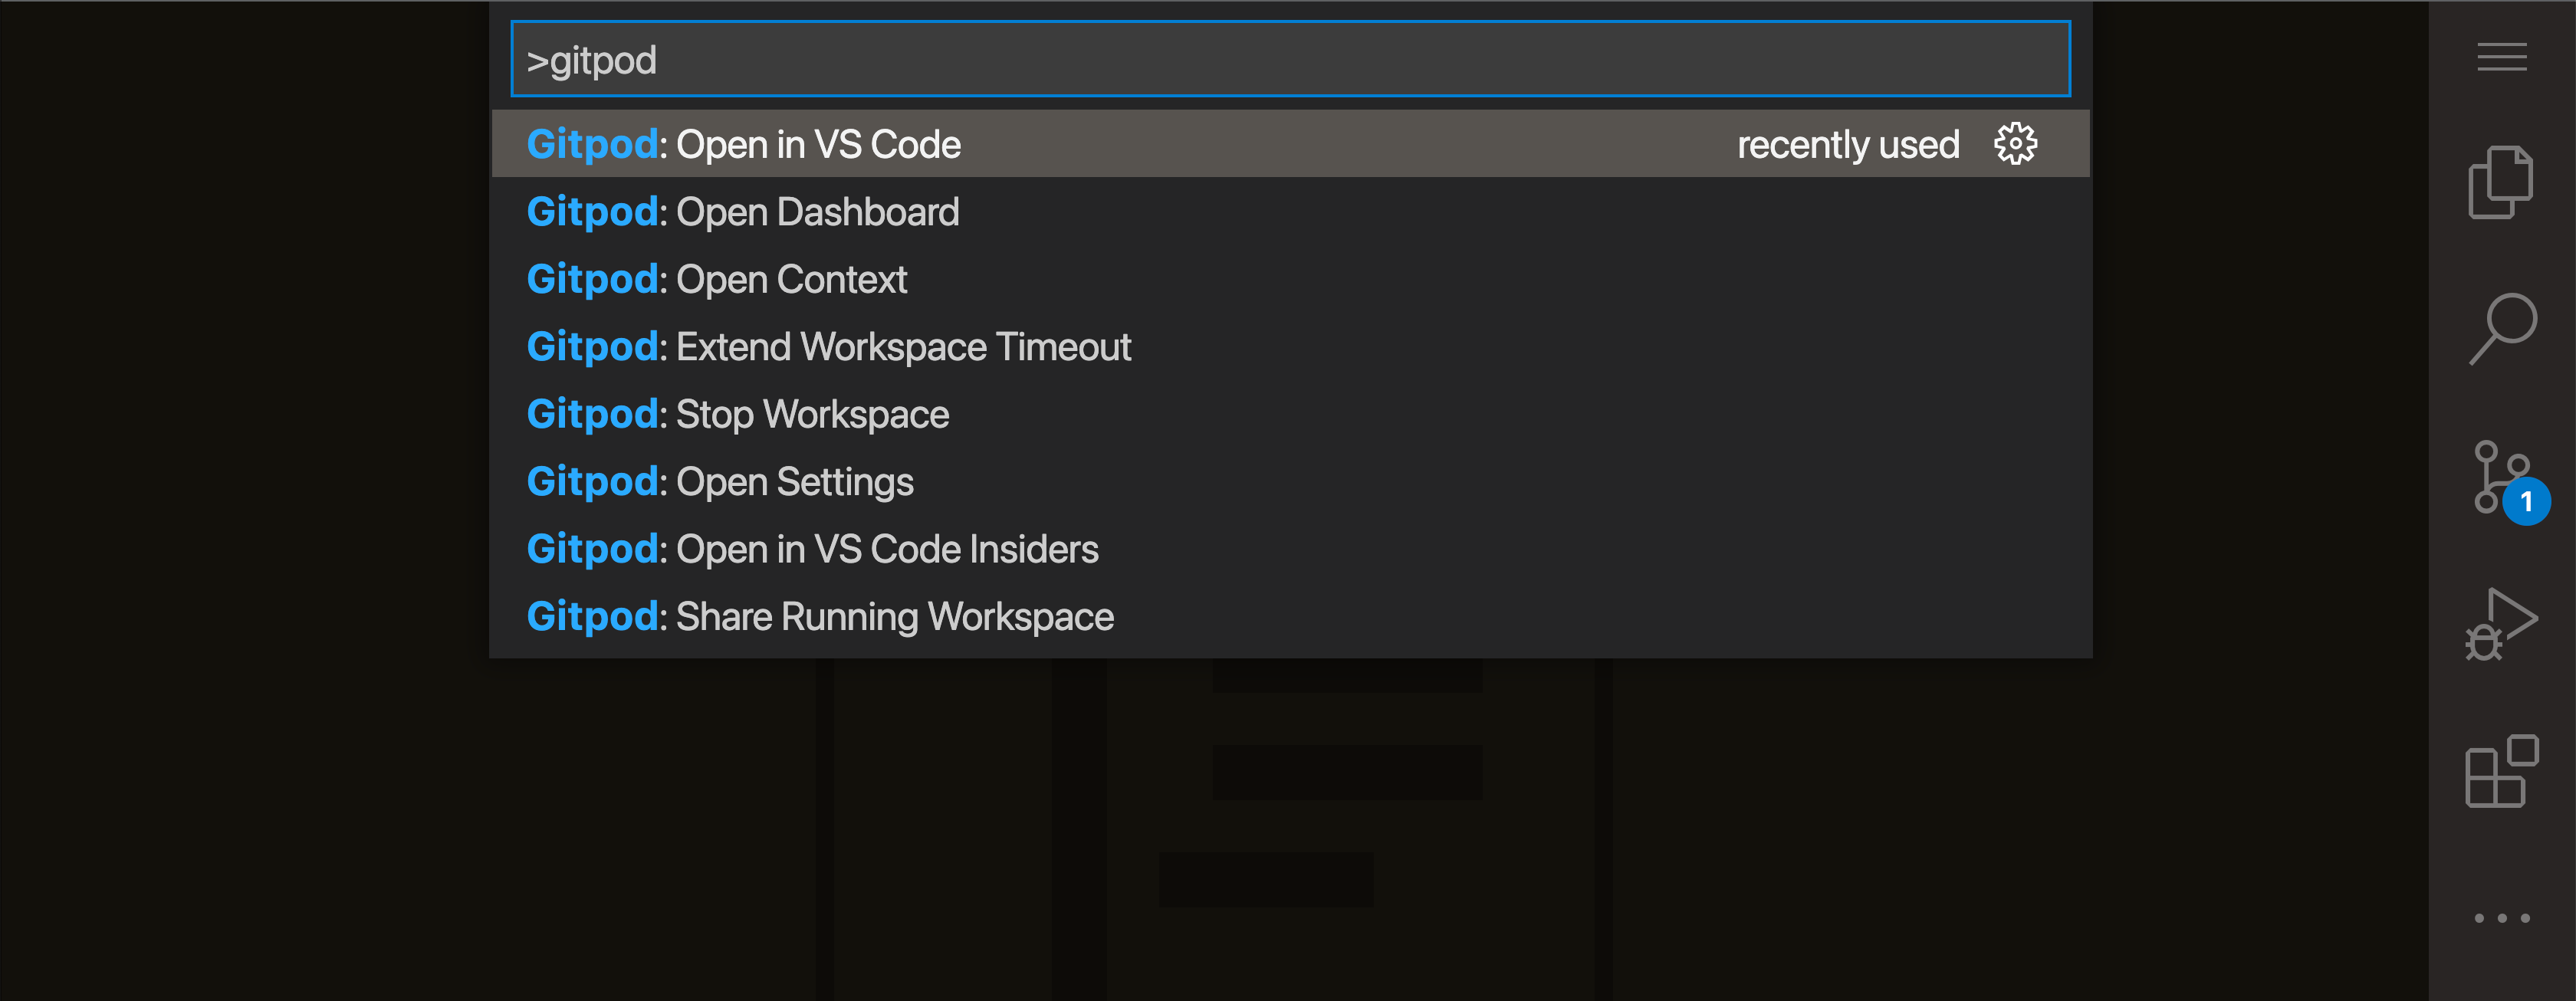 >gitpod
Gitpod: Open in VS Code recently used
Gitpod: Open Dashboard
Gitpod: Open Context
Gitpod: Extend Workspace Timeout
Gitpod: Stop Workspace
Gitpod: Open Settings
Gitpod: Open in VS Code Insiders
Gitpod: Share Running Workspace
1